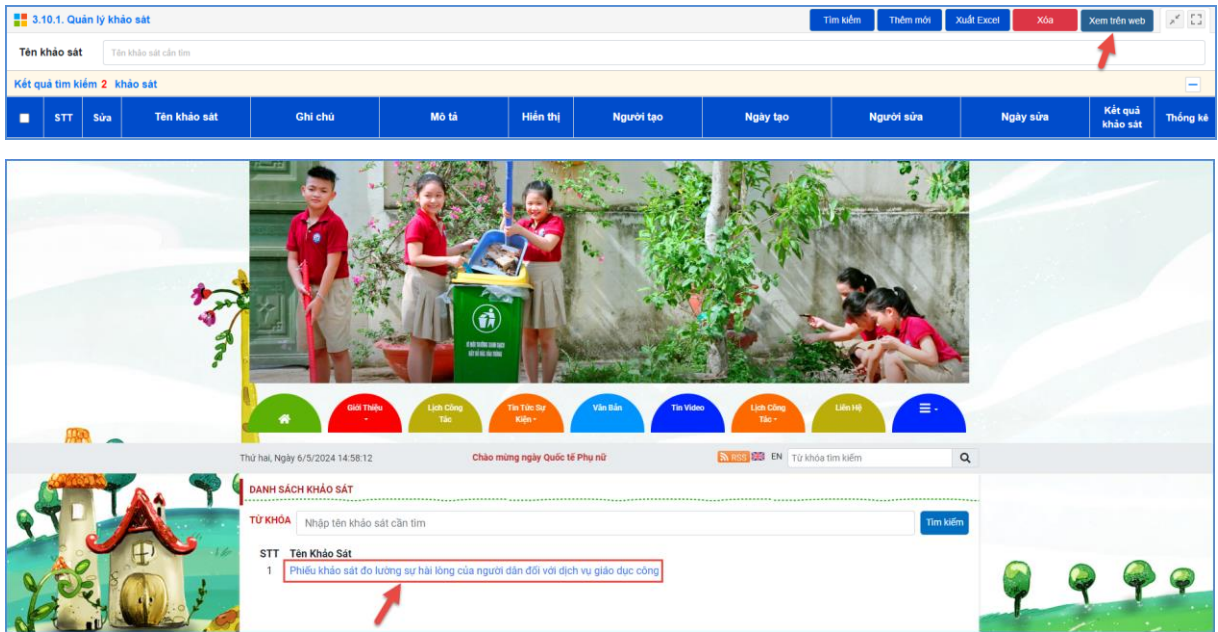 3.10.1. Quản lý khảo sát
Tìm kiếm Thêm mới Xuất Excel Xóa Xem trên web
Tên khảo sát Tên khảo sát cần tìm
Kết quả tìm kiếm 2 khảo sát
STT Sửa Tên khảo sát Ghi chú Mô tả Hiển thị Người tạo Ngày tạo Người sửa Ngày sửa Kết quả khảo sát Thống kê
Giới Thiệu Lịch Công Tác Tin Tức Sự Kiện Văn Bản Tin Video Lịch Công Tác Liên Hệ
Thứ hai, Ngày 6/5/2024 14:58:12 Chào mừng ngày Quốc tế Phụ nữ RSS EN Từ khóa tìm kiếm
DANH SÁCH KHẢO SÁT
TỪ KHÓA Nhập tên khảo sát cần tìm Tìm kiếm
STT Tên Khảo Sát
1 Phiếu khảo sát đo lường sự hài lòng của người dân đối với dịch vụ giáo dục công